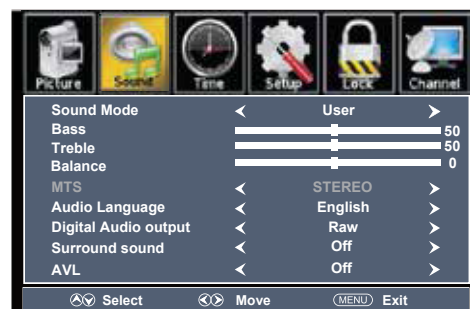 Picture Sound Time Setup Lock Channel
Sound Mode User
Bass 50
Treble 50
Balance 0
MTS STEREO
Audio Language English
Digital Audio output Raw
Surround sound Off
AVL Off
Select Move MENU Exit